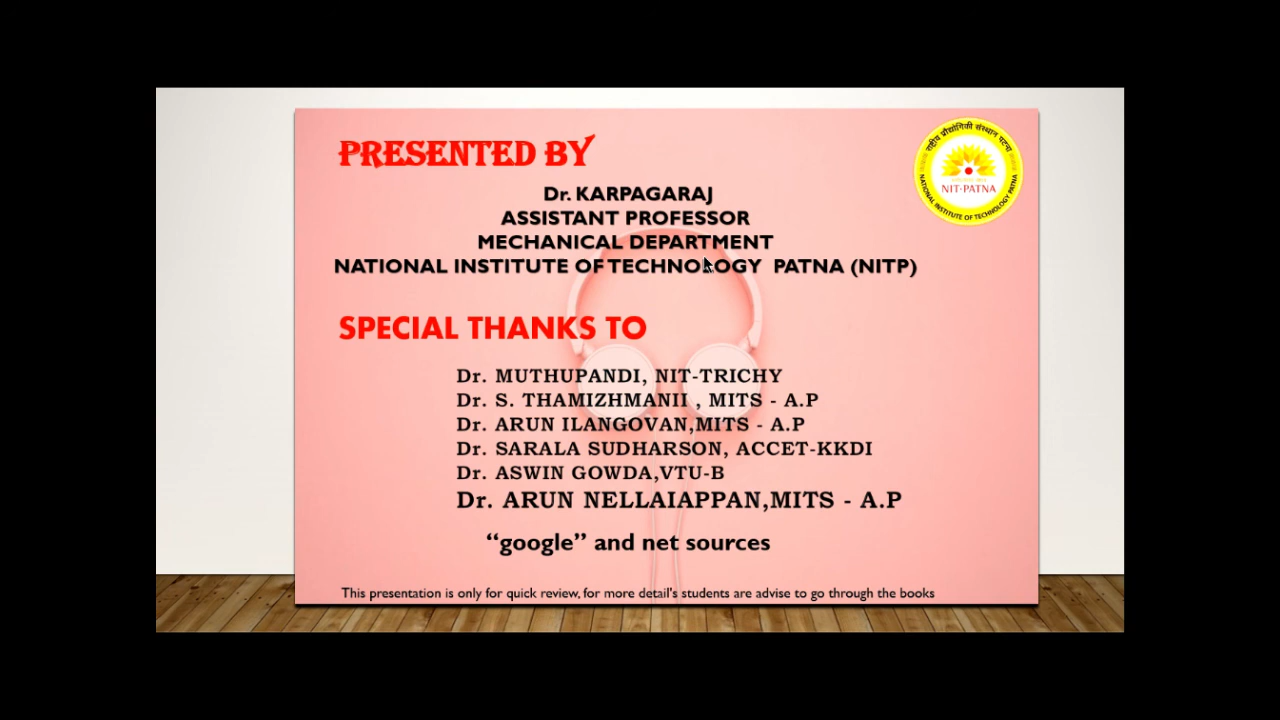 PRESENTED BY
Dr. KARPAGARAJ
ASSISTANT PROFESSOR
MECHANICAL DEPARTMENT
NATIONAL INSTITUTE OF TECHNOLOGY PATNA (NITP)
राष्ट्रीय प्रौद्योगिकी संस्थान पटना
NIT-PATNA
NATIONAL INSTITUTE OF TECHNOLOGY PATNA
SPECIAL THANKS TO
Dr. MUTHUPANDI, NIT-TRICHY
Dr. S. THAMIZHMANII , MITS - A.P
Dr. ARUN ILANGOVAN,MITS - A.P
Dr. SARALA SUDHARSON, ACCET-KKDI
Dr. ASWIN GOWDA,VTU-B
Dr. ARUN NELLAIAPPAN,MITS - A.P
“google” and net sources
This presentation is only for quick review, for more detail's students are advise to go through the books